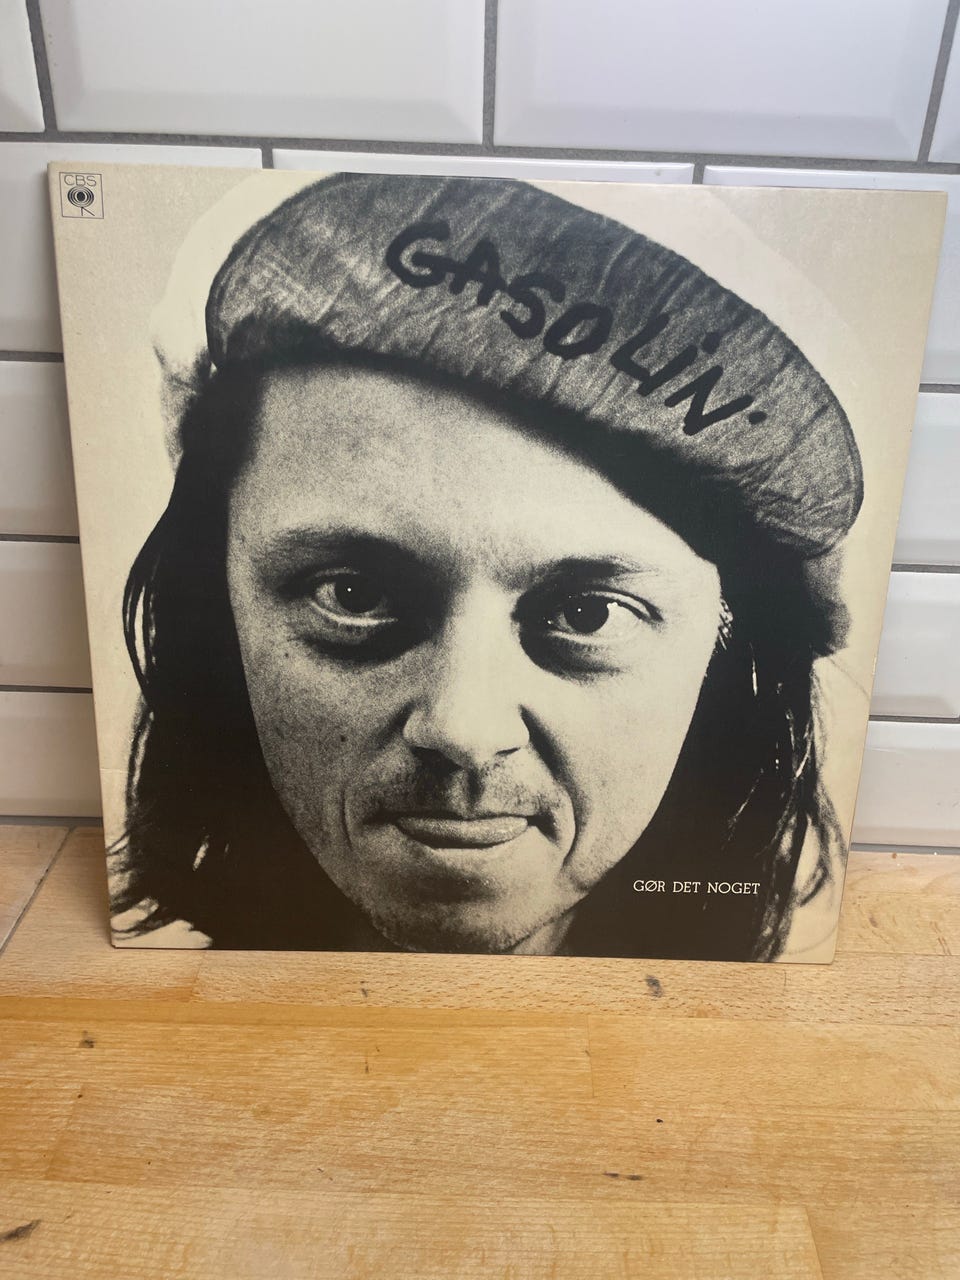 CBS
GASOLiN'
GØR DET NOGET